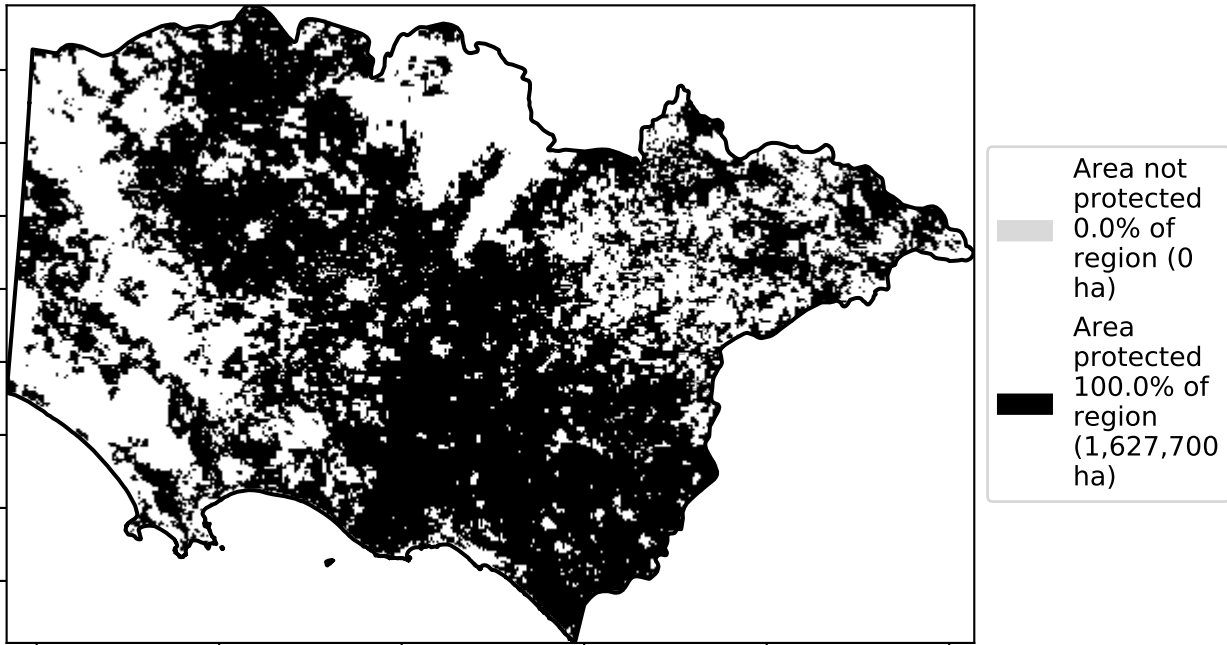 Area not
protected
0.0% of
region (0
ha)
Area
protected
100.0% of
region
(1,627,700
ha)